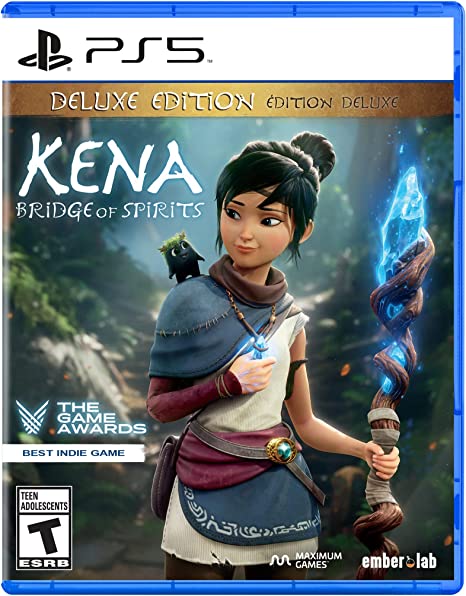 PS5
DELUXE EDITION ÉDITION DELUXE
KENA
BRIDGE OF SPIRITS
THE
GAME
AWARDS
BEST INDIE GAME
TEEN
ADOLESCENTS
T
ESRB
MAXIMUM
GAMES
ember lab